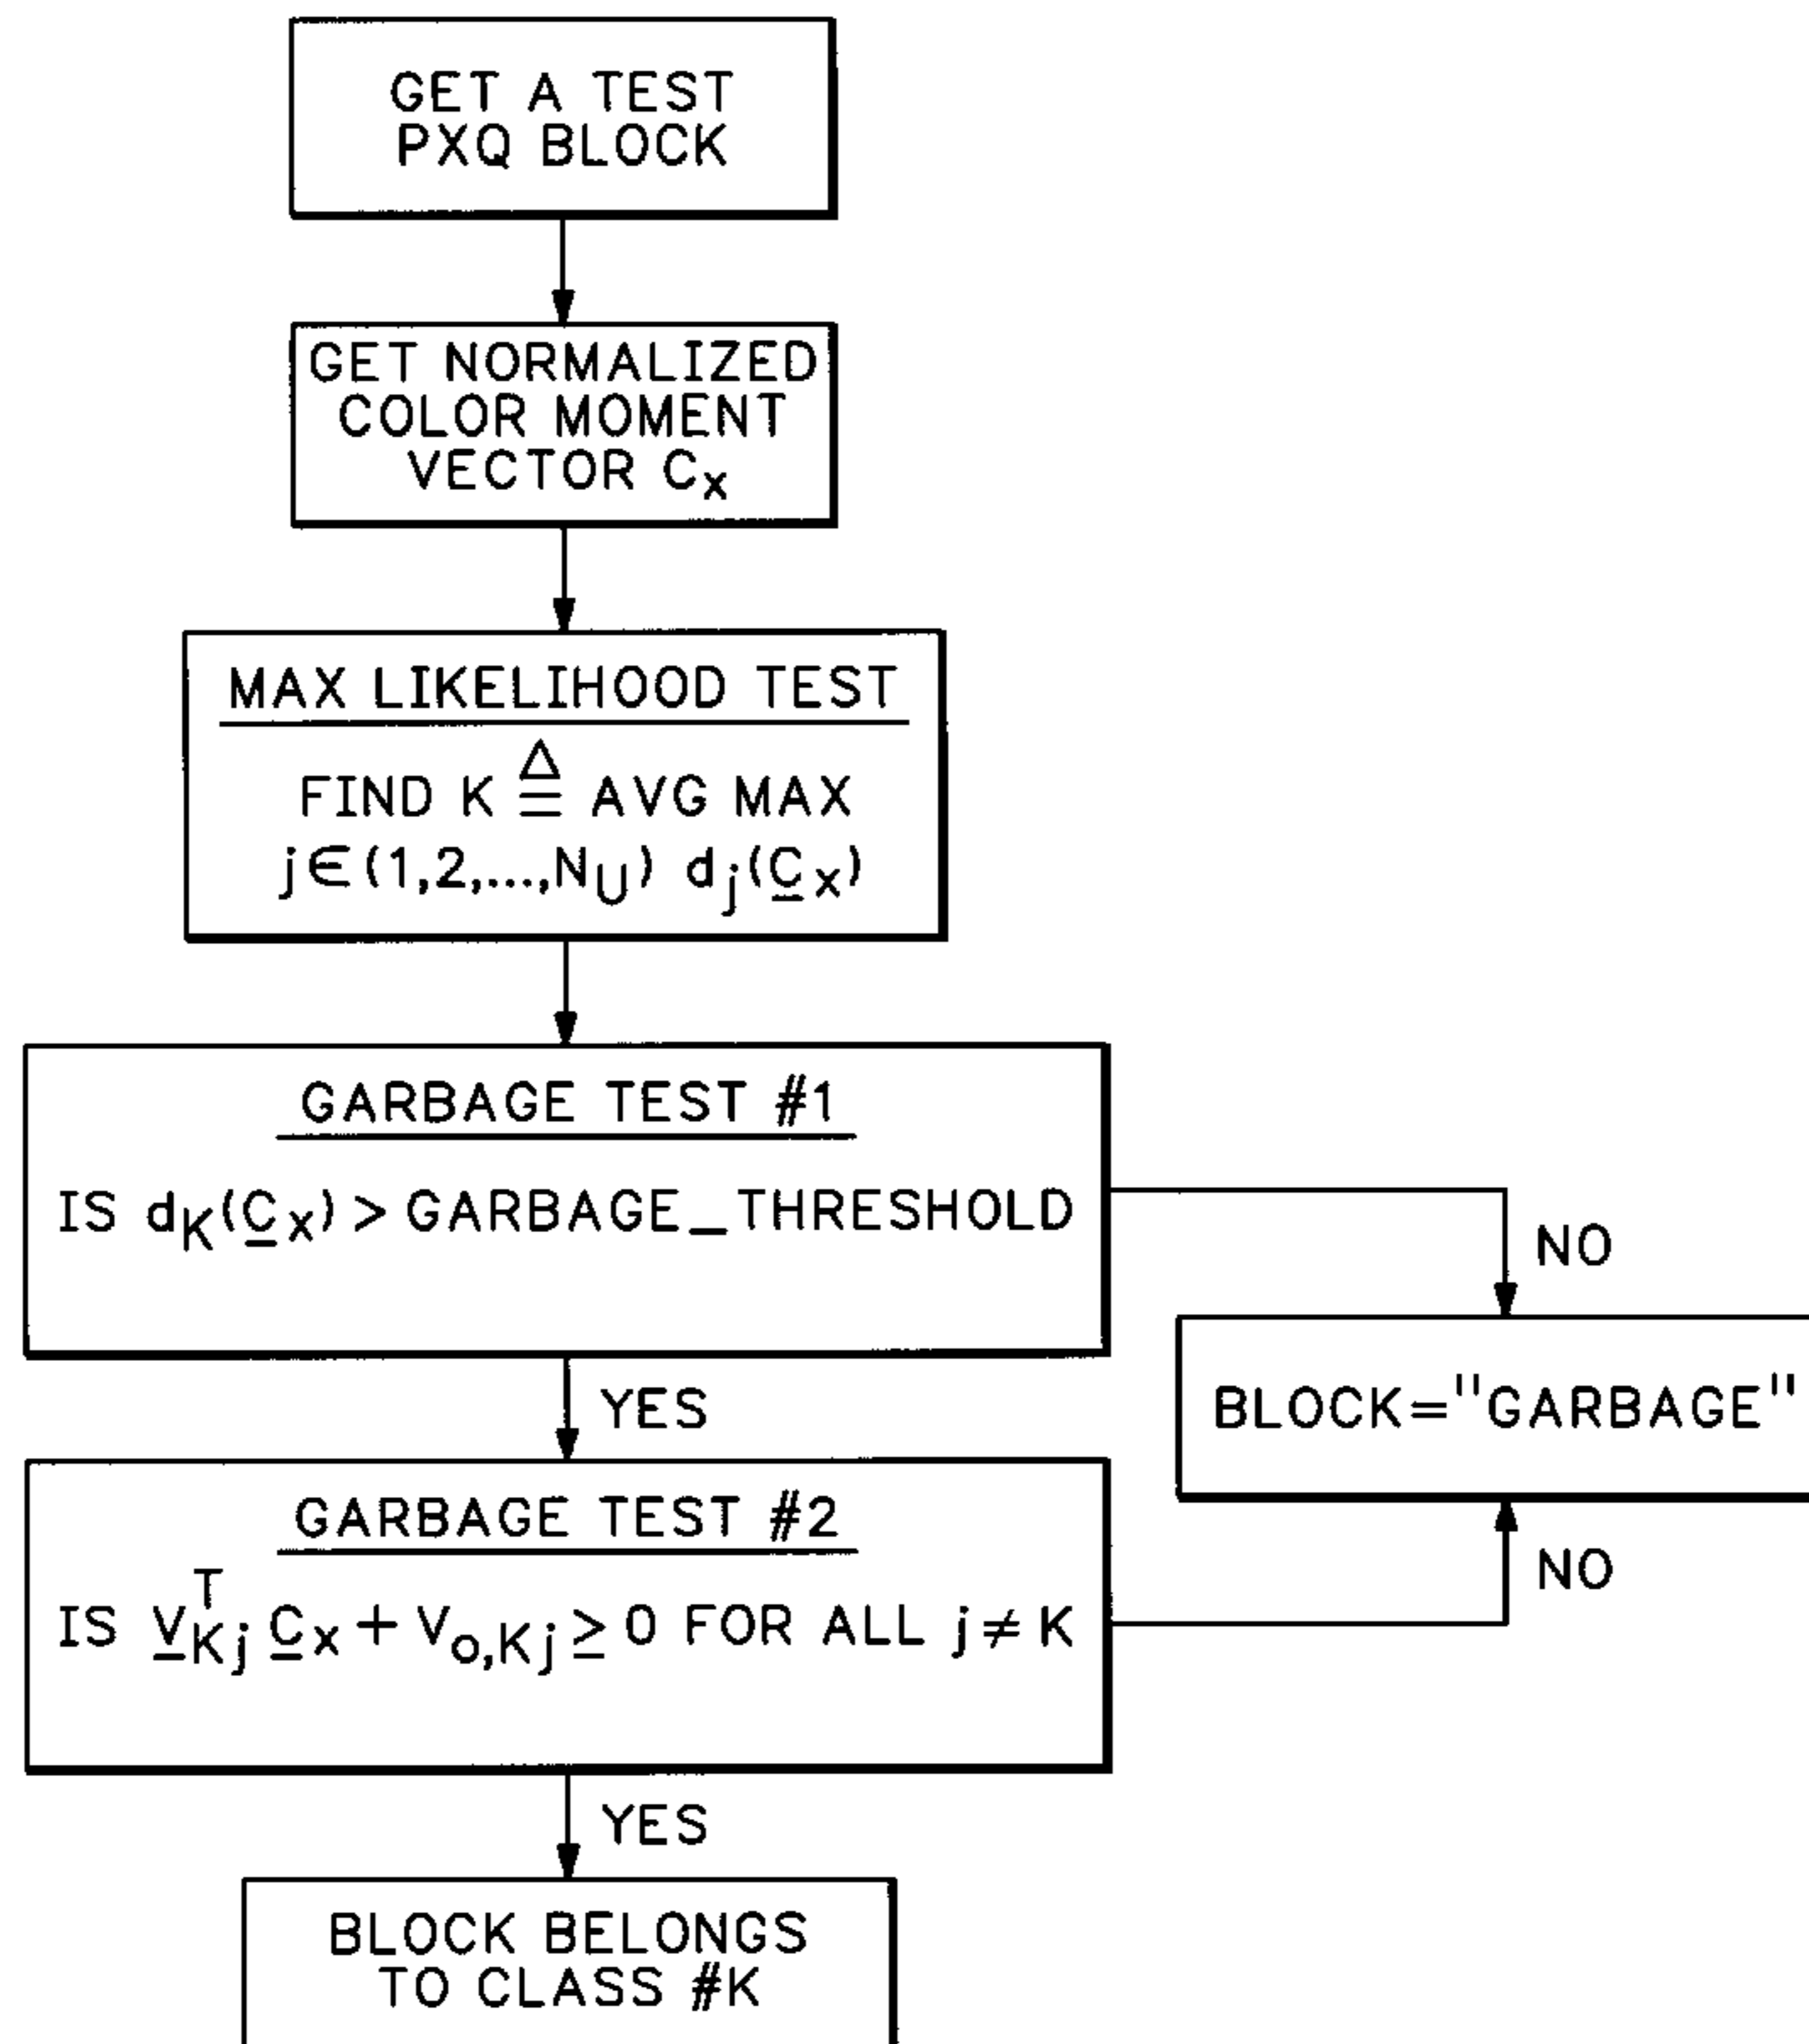 GET A TEST
PXQ BLOCK
GET NORMALIZED
COLOR MOMENT
VECTOR Cx
MAX LIKELIHOOD TEST
FIND K ≜ AVG MAX
j∈(1,2,...,NU) dj(Cx)
GARBAGE TEST #1
IS dK(Cx) > GARBAGE_THRESHOLD
NO
BLOCK="GARBAGE"
YES
GARBAGE TEST #2
IS VKj^T Cx + Vo,Kj ≥ 0 FOR ALL j ≠ K
NO
YES
BLOCK BELONGS
TO CLASS #K